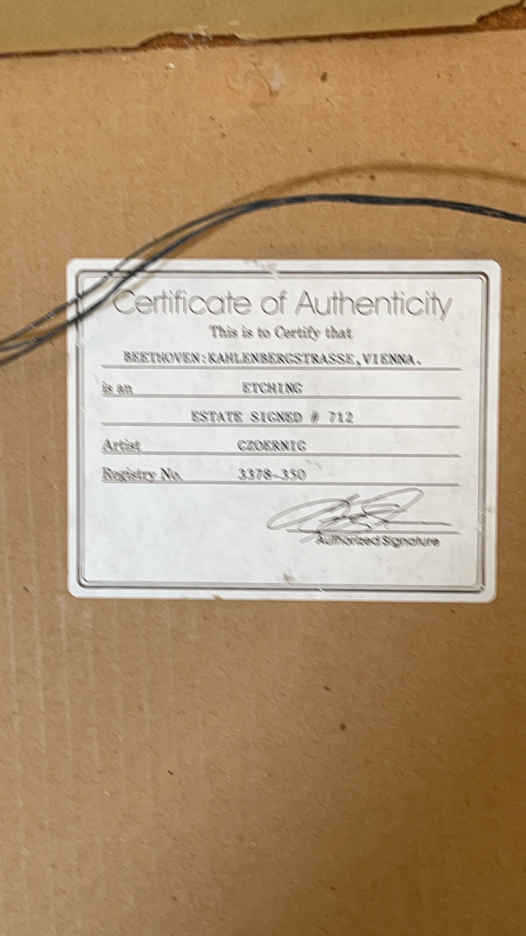 Certificate of Authenticity
This is to Certify that
BEETHOVEN:KAHLENBERGSTRASSE,VIENNA.
is an ETCHING
ESTATE SIGNED # 712
Artist CZOERNIG
Registry No. 3378-350
Authorized Signature